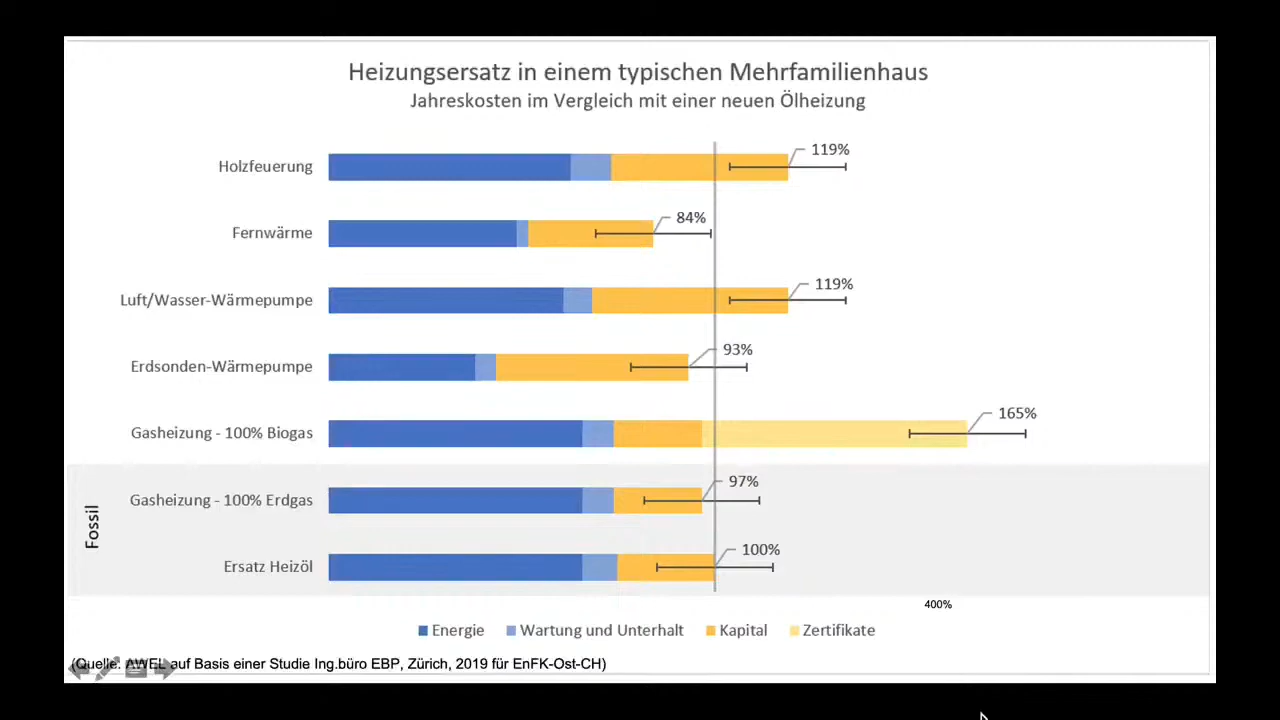 Heizungsersatz in einem typischen Mehrfamilienhaus
Jahreskosten im Vergleich mit einer neuen Ölheizung
Holzfeuerung
119%
Fernwärme
84%
Luft/Wasser-Wärmepumpe
119%
Erdsonden-Wärmepumpe
93%
Gasheizung - 100% Biogas
165%
Fossil
Gasheizung - 100% Erdgas
97%
Ersatz Heizöl
100%
400%
Energie
Wartung und Unterhalt
Kapital
Zertifikate
(Quelle: AWEL auf Basis einer Studie Ing.büro EBP, Zürich, 2019 für EnFK-Ost-CH)